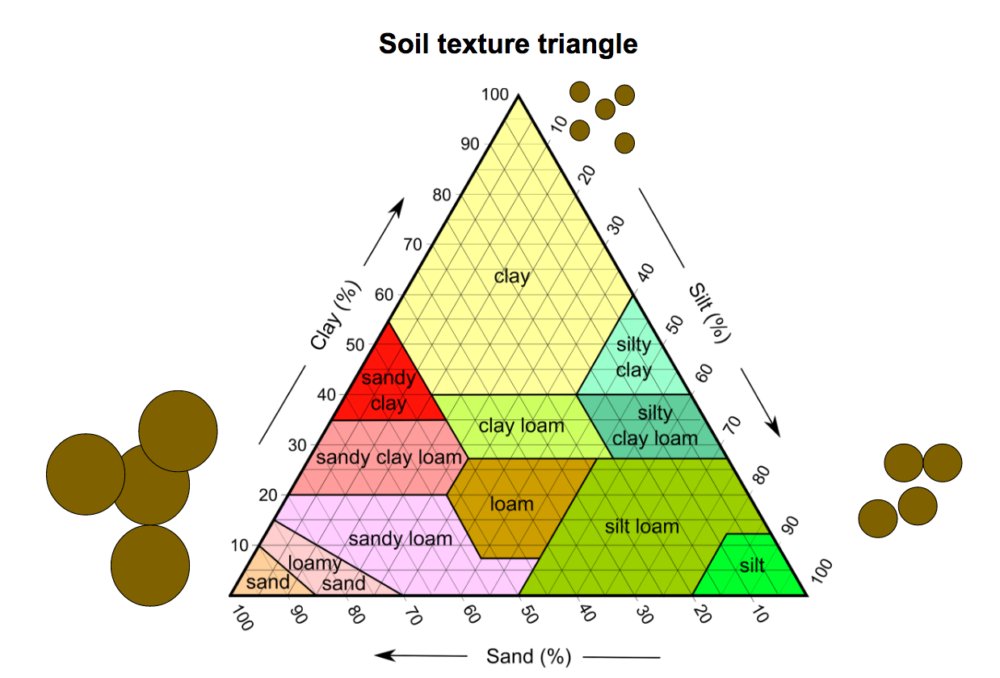 Soil texture triangle
100
90
80
70
60
50
40
30
20
10
Clay (%)
10
20
30
40
50
60
70
80
90
100
Silt (%)
clay
silty
clay
sandy
clay
clay loam
silty
clay loam
sandy clay loam
loam
silt loam
sandy loam
silt
loamy
sand
sand
100
90
80
70
60
50
40
30
20
10
Sand (%)